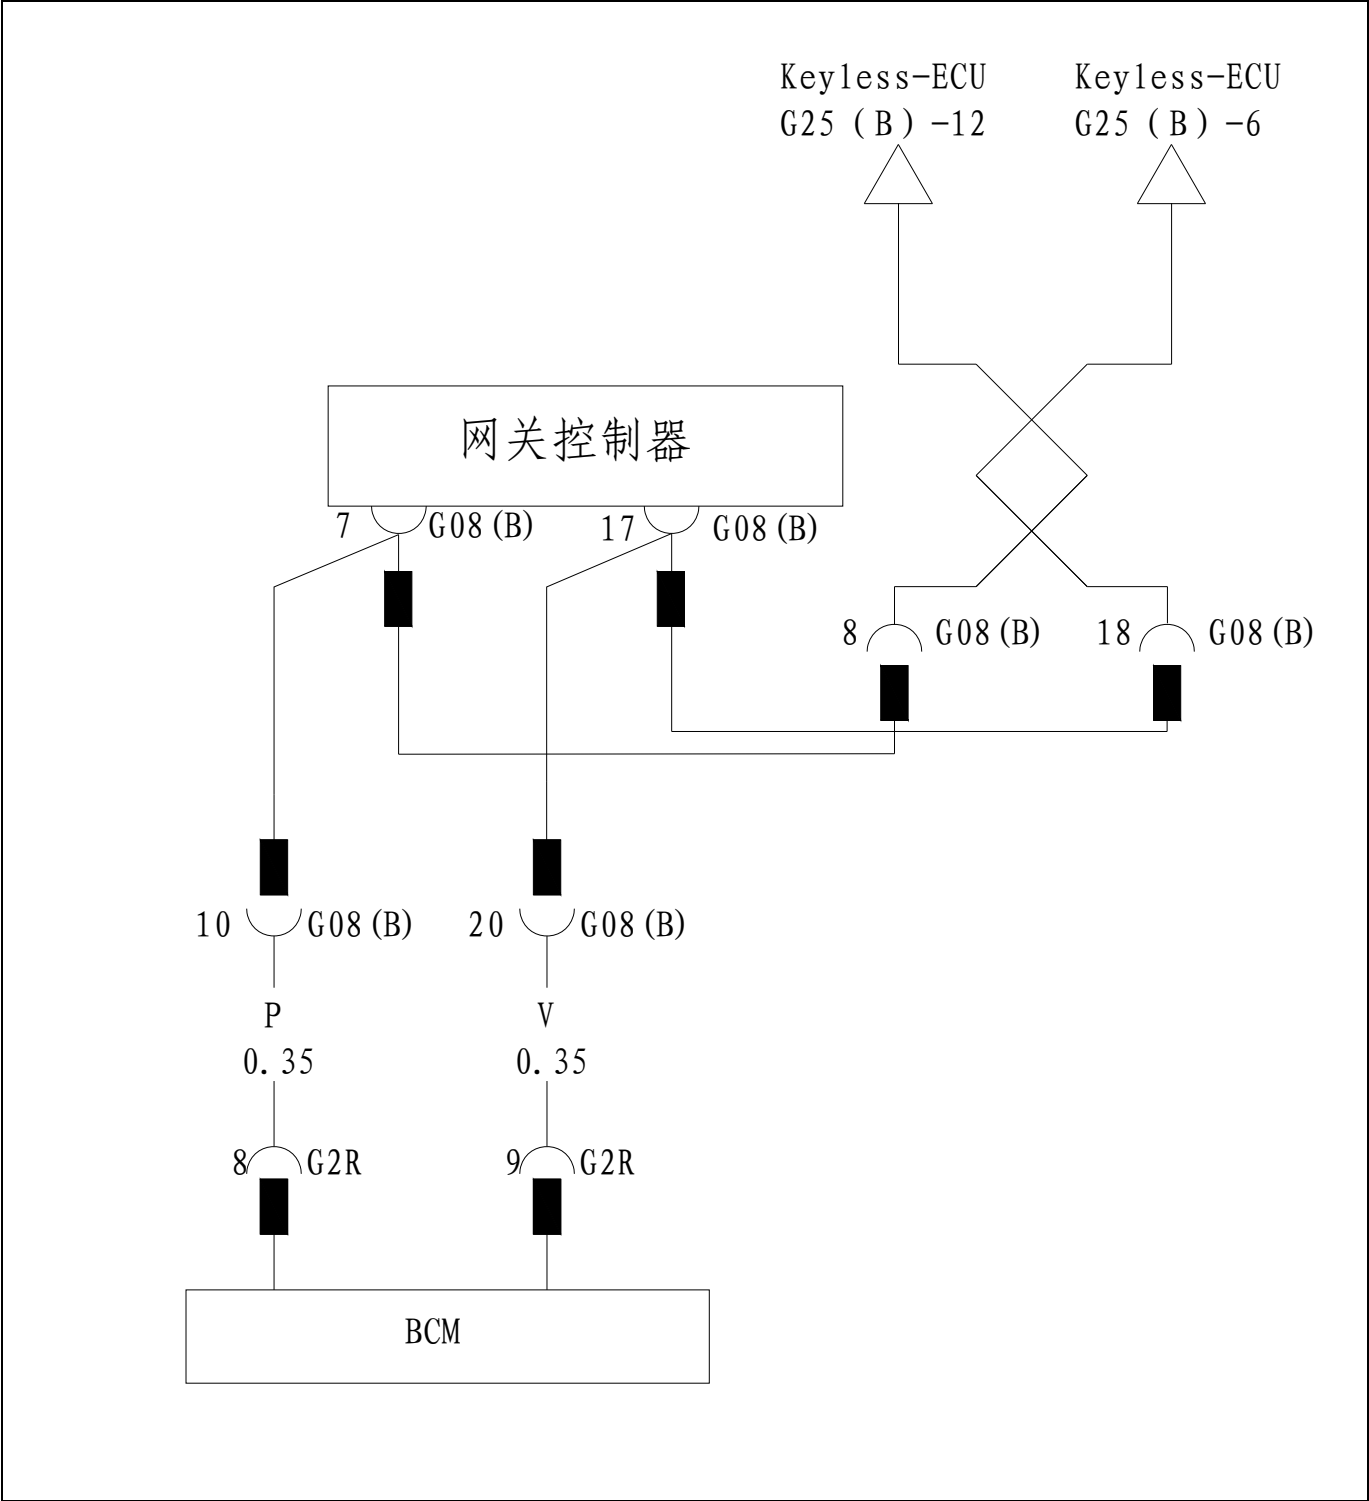 Keyless-ECU
G25 (B) -12
Keyless-ECU
G25 (B) -6
网关控制器
7
G08(B)
17
G08(B)
8
G08(B)
18
G08(B)
10
G08(B)
20
G08(B)
P
0.35
V
0.35
8
G2R
9
G2R
BCM